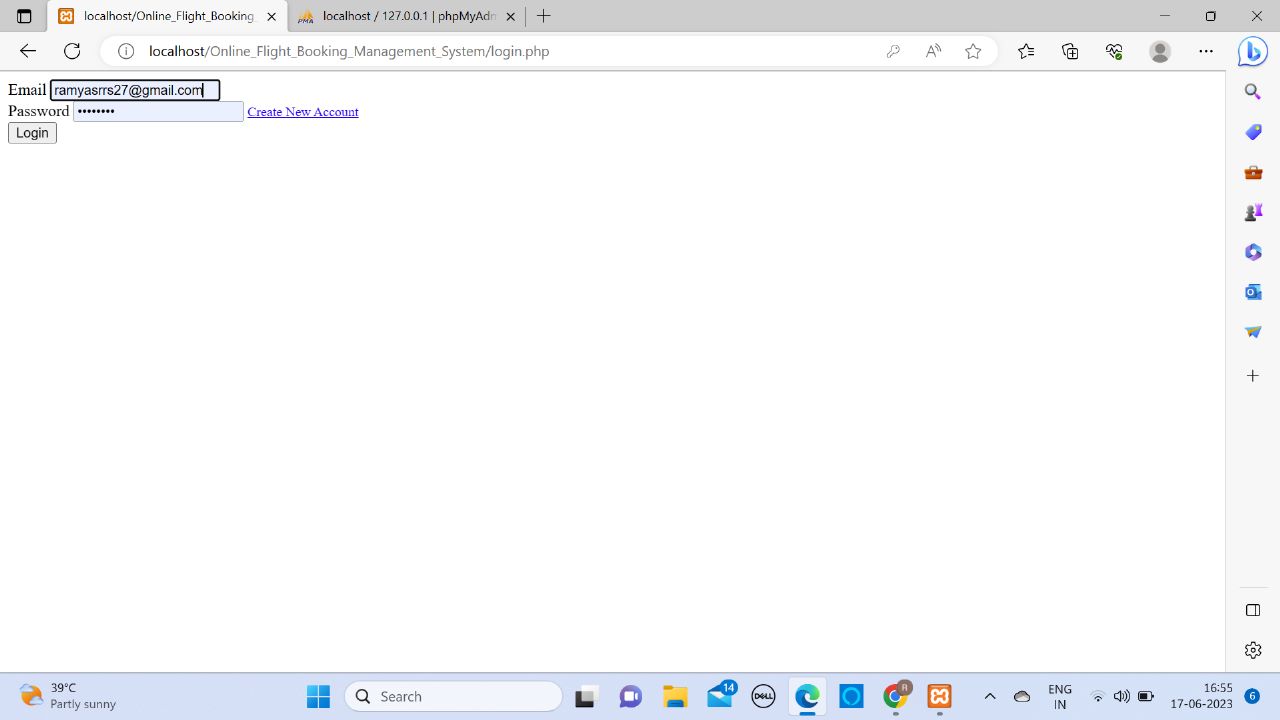 localhost/Online_Flight_Booking_
localhost / 127.0.0.1 | phpMyAdm
localhost/Online_Flight_Booking_Management_System/login.php
Email ramyasrrs27@gmail.com
Password •••••••• Create New Account
Login
39°C
Partly sunny
Search
14
DELL
R
ENG
IN
16:55
17-06-2023
6